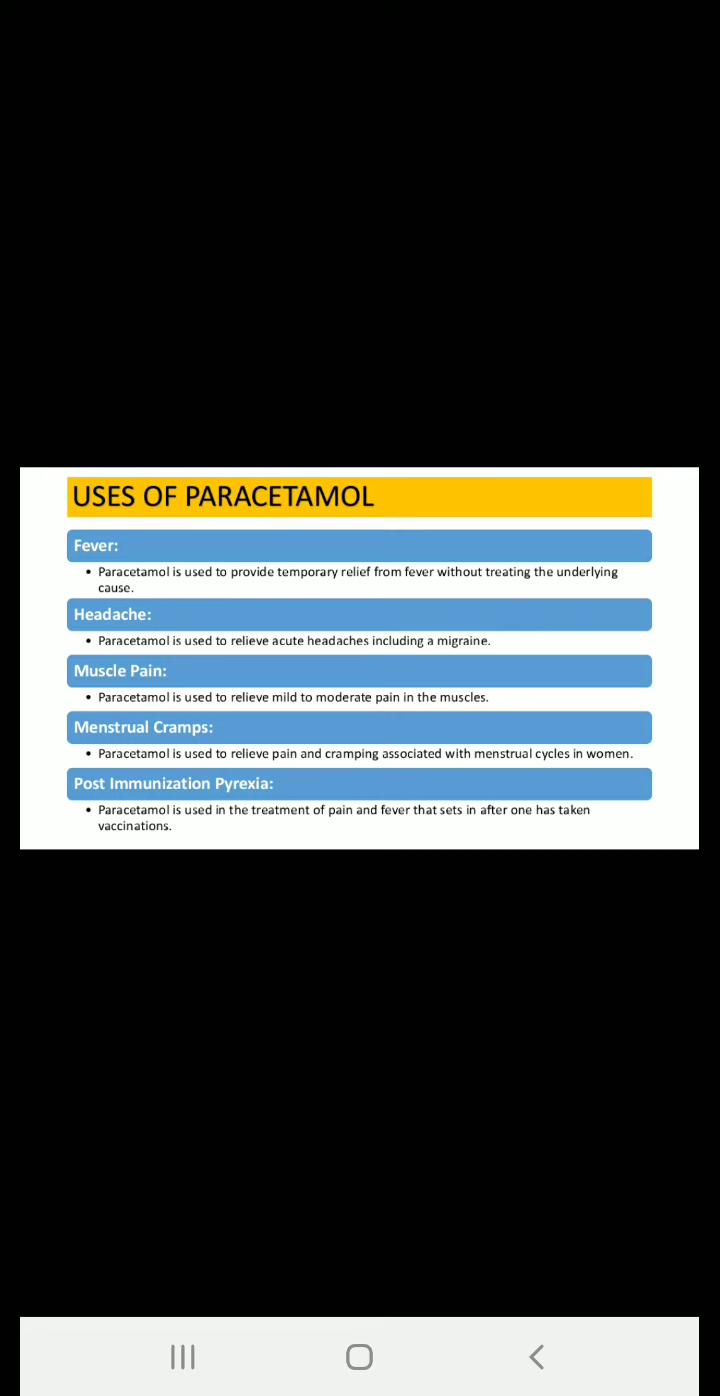 USES OF PARACETAMOL
Fever:
• Paracetamol is used to provide temporary relief from fever without treating the underlying
cause.
Headache:
• Paracetamol is used to relieve acute headaches including a migraine.
Muscle Pain:
• Paracetamol is used to relieve mild to moderate pain in the muscles.
Menstrual Cramps:
• Paracetamol is used to relieve pain and cramping associated with menstrual cycles in women.
Post Immunization Pyrexia:
• Paracetamol is used in the treatment of pain and fever that sets in after one has taken
vaccinations.